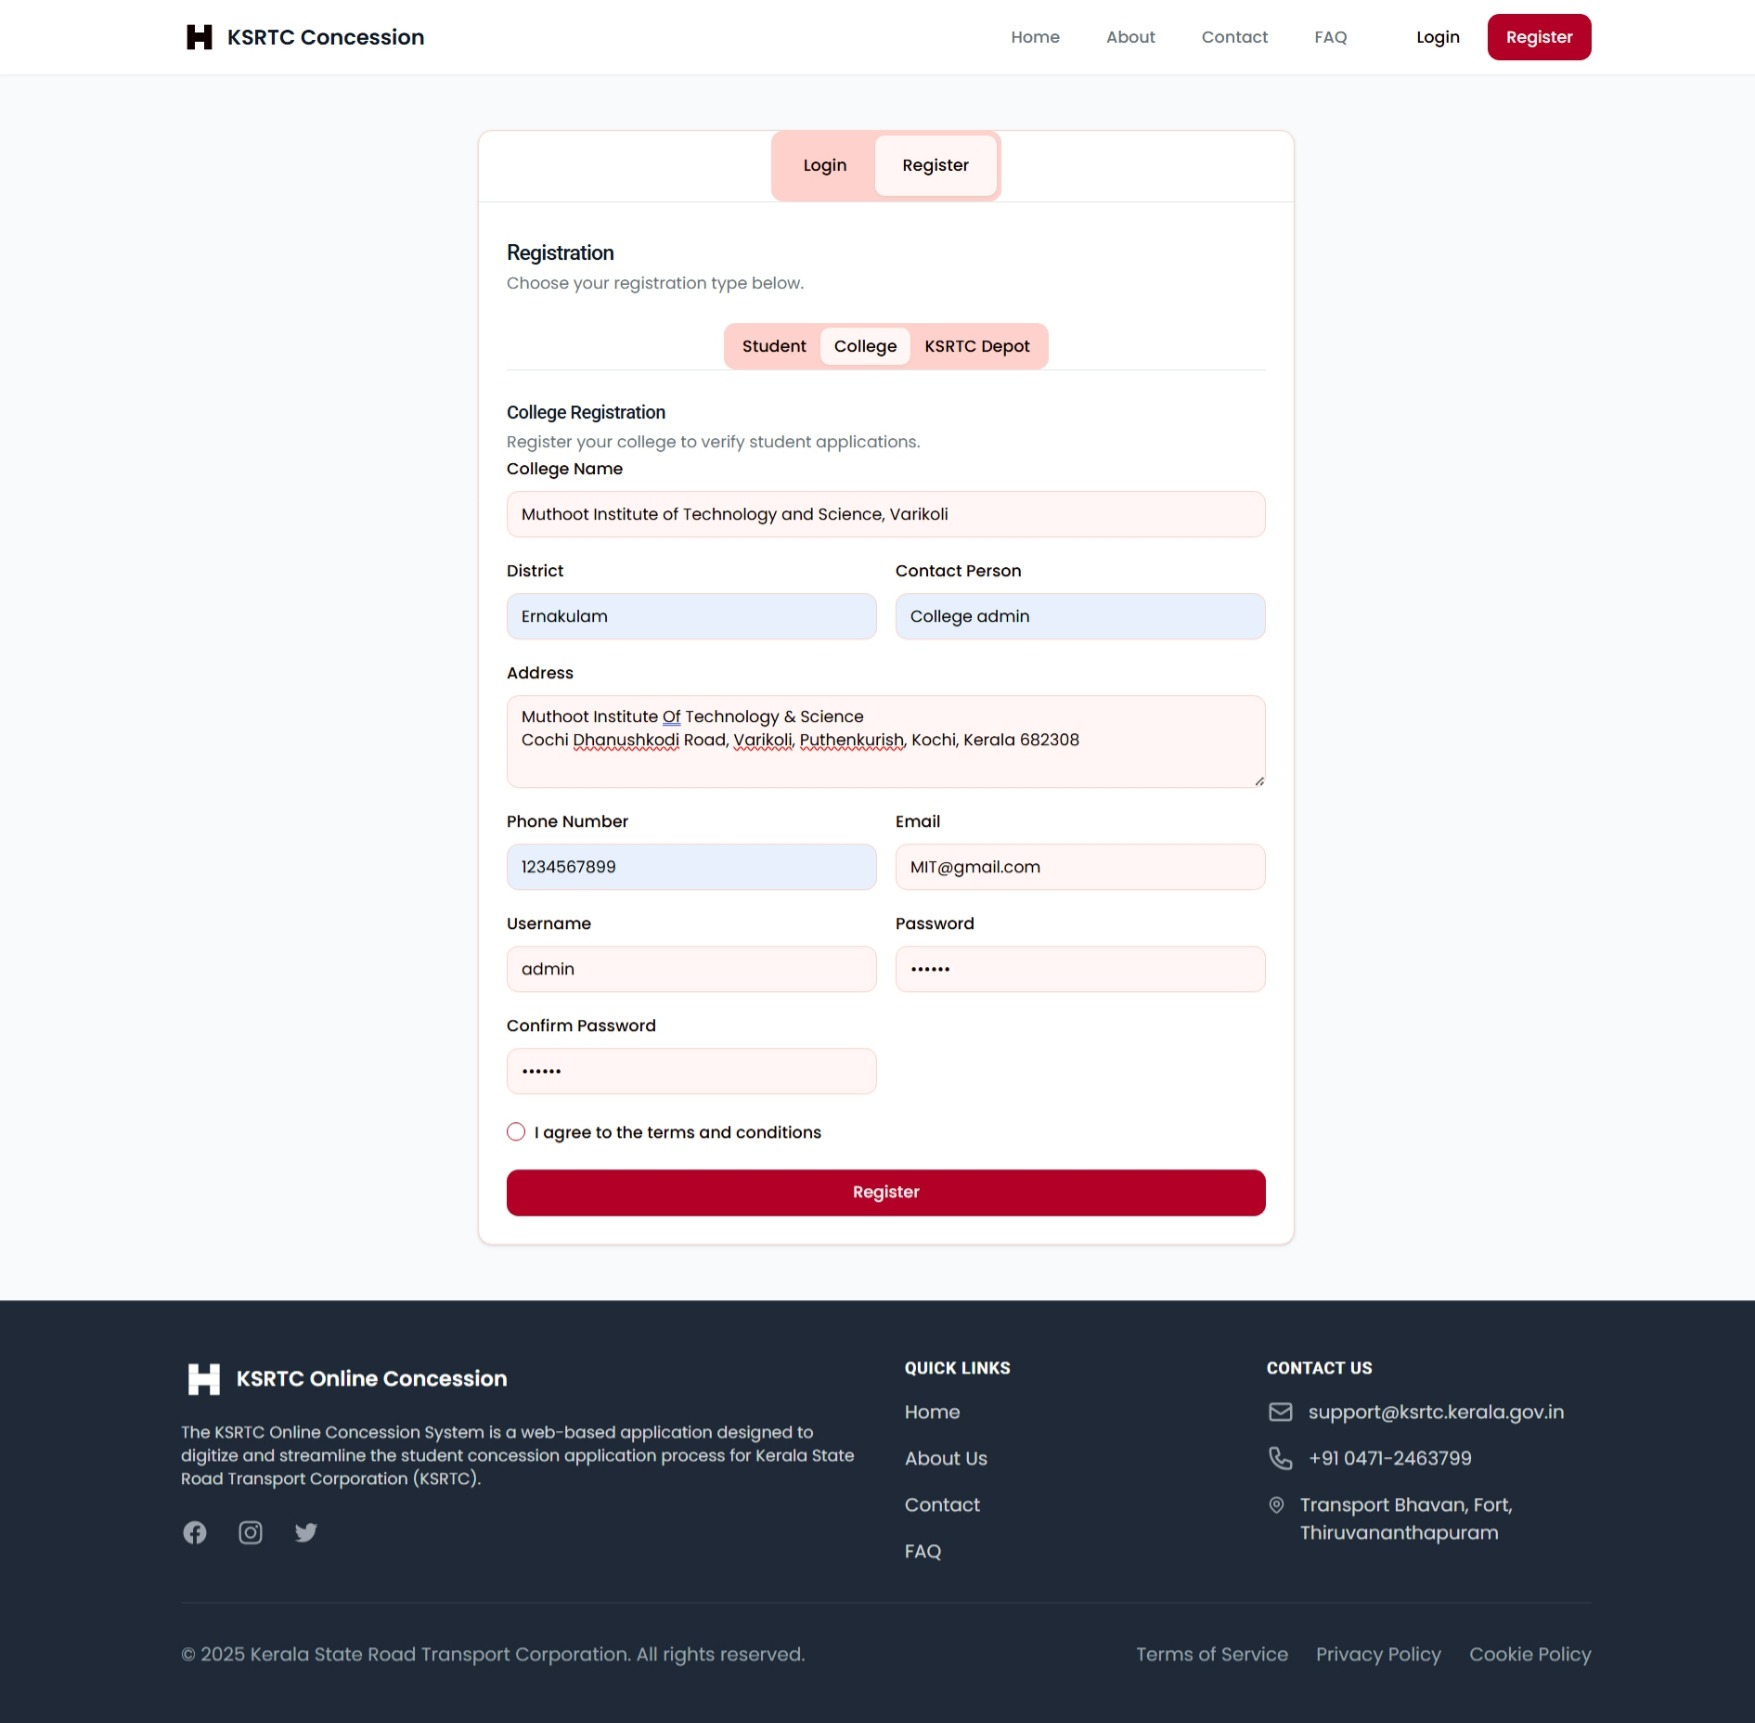 KSRTC Concession
Home
About
Contact
FAQ
Login
Register
Login
Register
Registration
Choose your registration type below.
Student
College
KSRTC Depot
College Registration
Register your college to verify student applications.
College Name
Muthoot Institute of Technology and Science, Varikoli
District
Contact Person
Ernakulam
College admin
Address
Muthoot Institute Of Technology & Science
Cochi Dhanushkodi Road, Varikoli, Puthenkurish, Kochi, Kerala 682308
Phone Number
Email
1234567899
MIT@gmail.com
Username
Password
admin
••••••
Confirm Password
••••••
I agree to the terms and conditions
Register
KSRTC Online Concession
The KSRTC Online Concession System is a web-based application designed to
digitize and streamline the student concession application process for Kerala State
Road Transport Corporation (KSRTC).
QUICK LINKS
Home
About Us
Contact
FAQ
CONTACT US
support@ksrtc.kerala.gov.in
+91 0471-2463799
Transport Bhavan, Fort,
Thiruvananthapuram
© 2025 Kerala State Road Transport Corporation. All rights reserved.
Terms of Service
Privacy Policy
Cookie Policy